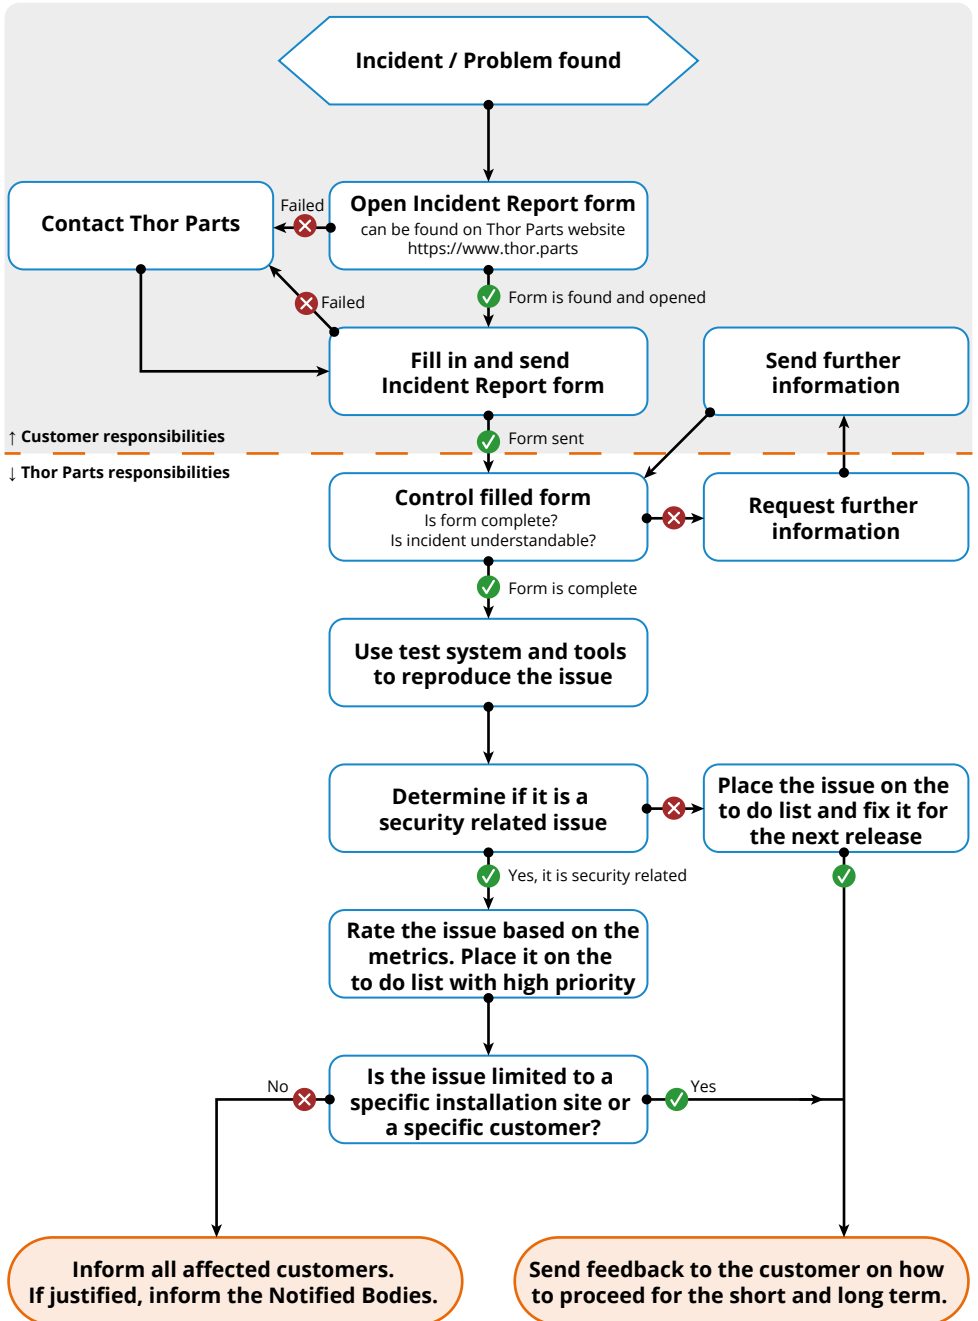 Incident / Problem found
Failed
Contact Thor Parts
Open Incident Report form
can be found on Thor Parts website
https://www.thor.parts
Form is found and opened
Failed
Fill in and send
Incident Report form
Send further
information
↑ Customer responsibilities
Form sent
↓ Thor Parts responsibilities
Control filled form
Is form complete?
Is incident understandable?
Request further
information
Form is complete
Use test system and tools
to reproduce the issue
Determine if it is a
security related issue
Place the issue on the
to do list and fix it for
the next release
Yes, it is security related
Rate the issue based on the
metrics. Place it on the
to do list with high priority
Is the issue limited to a
specific installation site or
a specific customer?
No
Yes
Inform all affected customers.
If justified, inform the Notified Bodies.
Send feedback to the customer on how
to proceed for the short and long term.